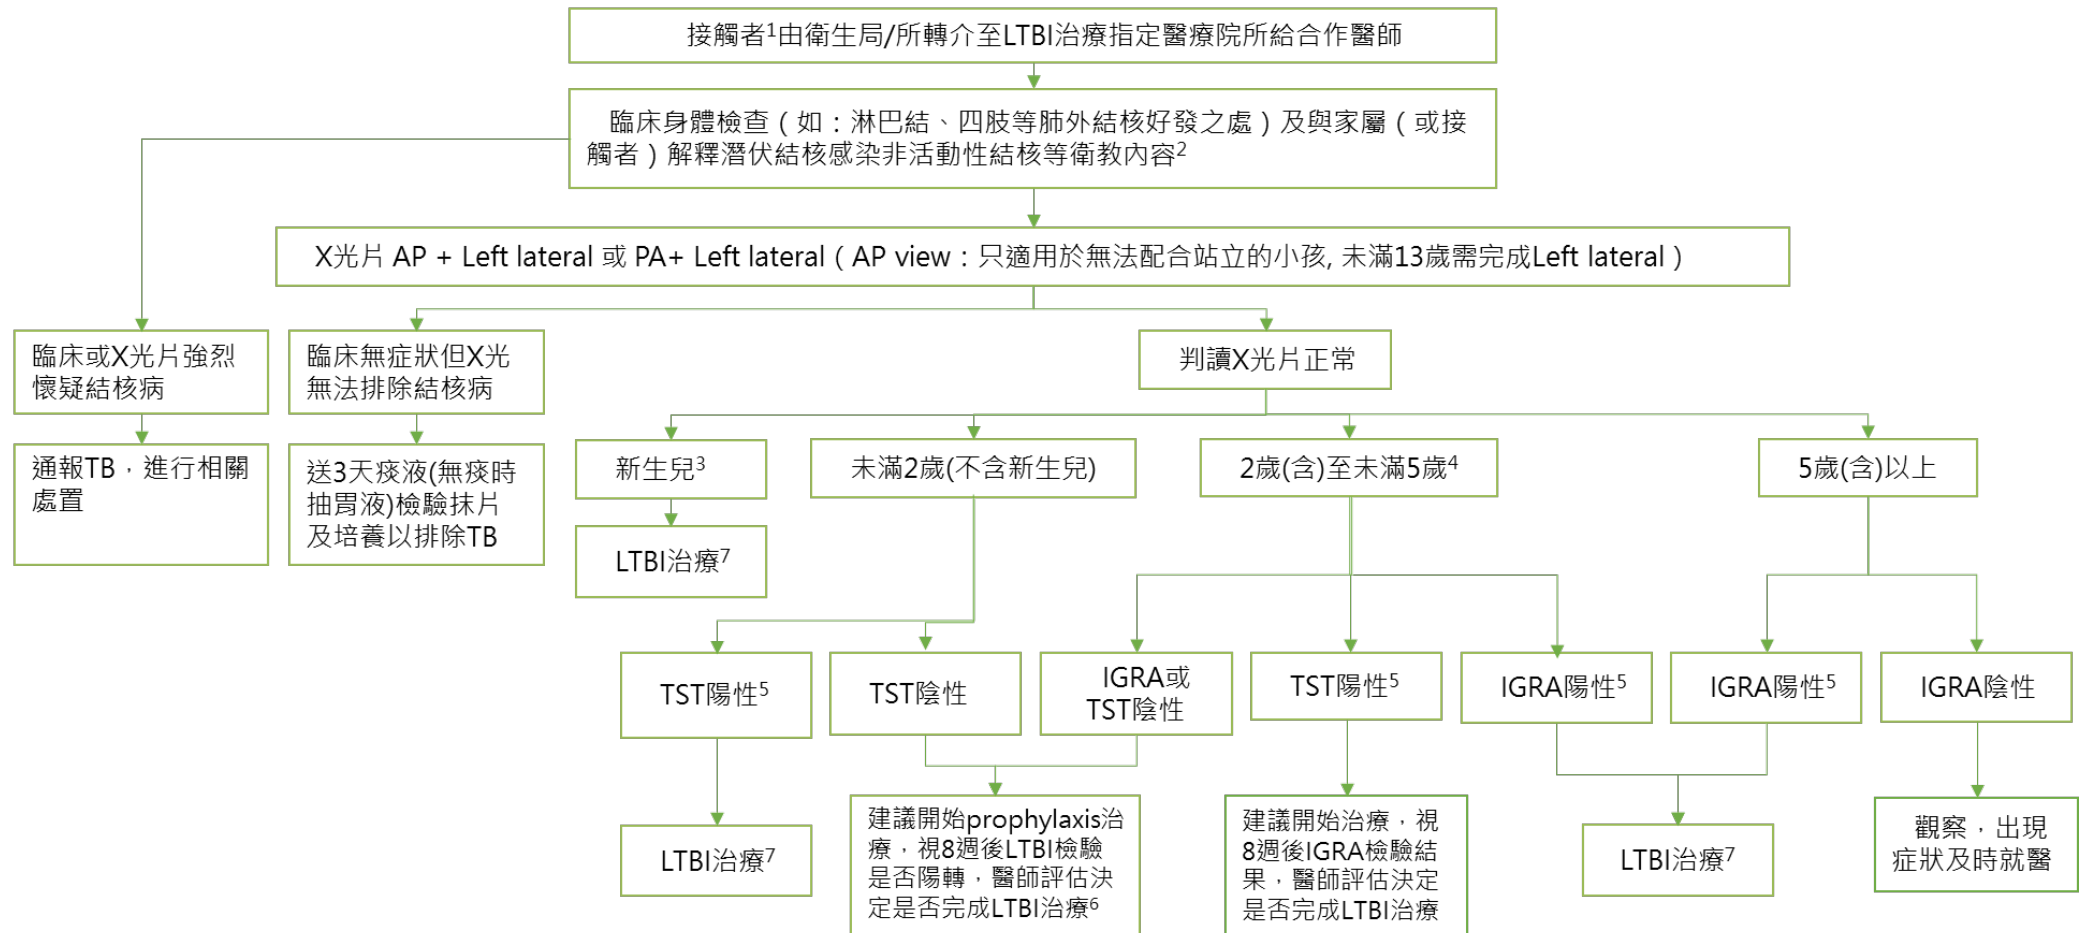 接觸者1由衛生局/所轉介至LTBI治療指定醫療院所給合作醫師
臨床身體檢查（如：淋巴結、四肢等肺外結核好發之處）及與家屬（或接
觸者）解釋潛伏結核感染非活動性結核等衛教內容2
X光片 AP + Left lateral 或 PA+ Left lateral（AP view：只適用於無法配合站立的小孩, 未滿13歲需完成Left lateral）
臨床或X光片強烈
懷疑結核病
臨床無症狀但X光
無法排除結核病
判讀X光片正常
通報TB，進行相關
處置
送3天痰液(無痰時
抽胃液)檢驗抹片
及培養以排除TB
新生兒3
未滿2歲(不含新生兒)
2歲(含)至未滿5歲4
5歲(含)以上
LTBI治療7
TST陽性5
TST陰性
IGRA或
TST陰性
TST陽性5
IGRA陽性5
IGRA陽性5
IGRA陰性
LTBI治療7
建議開始prophylaxis治
療，視8週後LTBI檢驗
是否陽轉，醫師評估決
定是否完成LTBI治療6
建議開始治療，視
8週後IGRA檢驗結
果，醫師評估決定
是否完成LTBI治療
LTBI治療7
觀察，出現
症狀及時就醫